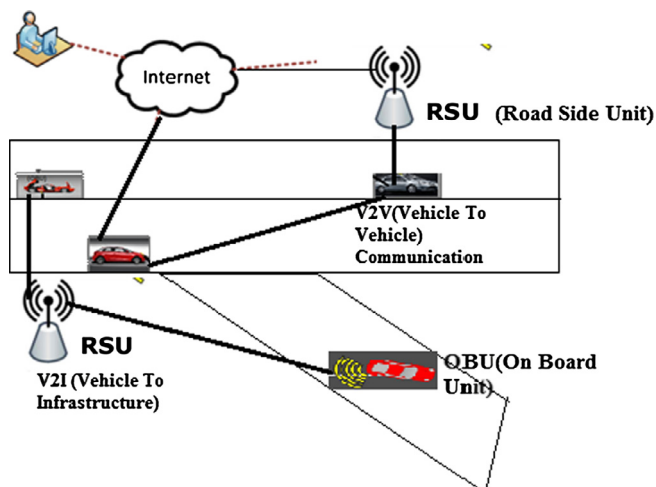 Internet
RSU (Road Side Unit)
V2V(Vehicle To
Vehicle)
Communication
RSU
V2I (Vehicle To
Infrastructure)
OBU(On Board
Unit)